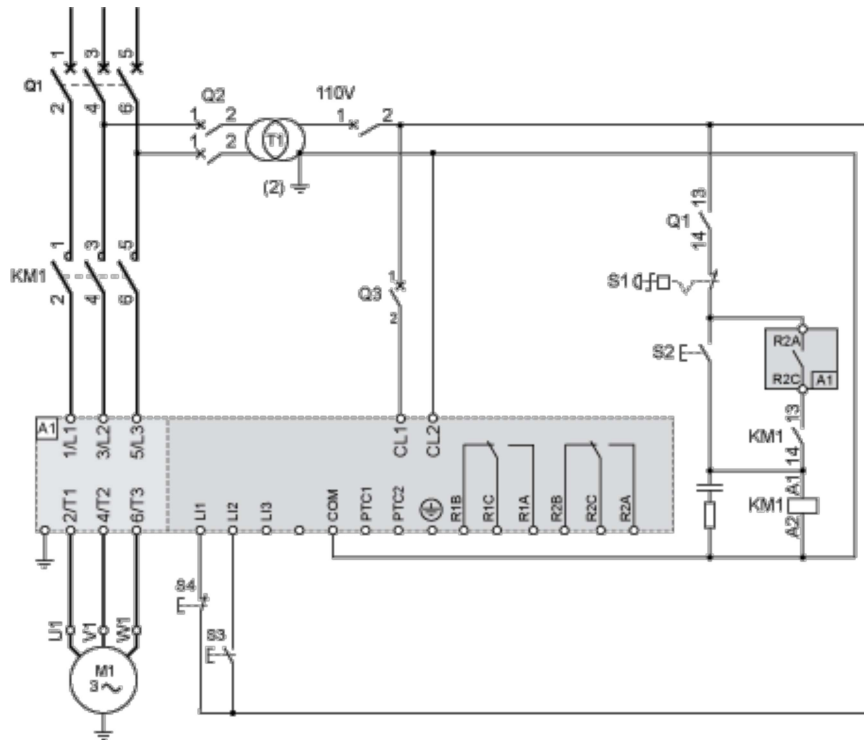 1 3 5
Q1
2 4 6
Q2
1 2
1 2
T1
(2)
110V
1 2
13
Q1
14
1 3 5
KM1
2 4 6
1
Q3
2
S1
S2
R2A
R2C
A1
13
KM1
14
A1
KM1
A2
A1
1/L1 3/L2 5/L3
CL1 CL2
2/T1 4/T2 6/T3
LI1 LI2 LI3 COM PTC1 PTC2 R1B R1C R1A R2B R2C R2A
S4
S3
U1 V1 W1
M1
3